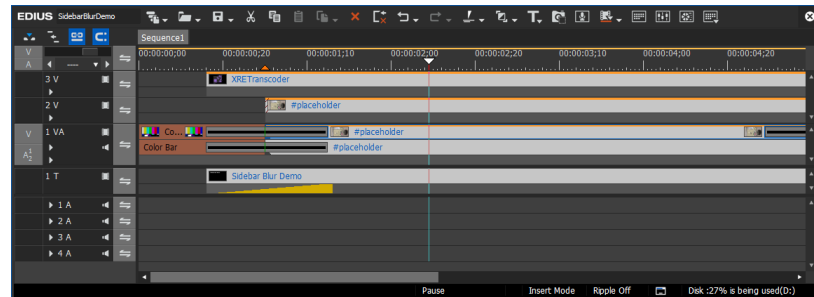 EDIUS SidebarBlurDemo
Sequence1
00:00:00;00 00:00:00;20 00:00:01;10 00:00:02;00 00:00:02;20 00:00:03;10 00:00:04;00 00:00:04;20
V
A
3 V XRETranscoder
2 V #placeholder
V 1 VA Co... #placeholder
A1 2 Color Bar #placeholder
1 T Sidebar Blur Demo
1 A
2 A
3 A
4 A
Pause Insert Mode Ripple Off Disk :27% is being used(D:)